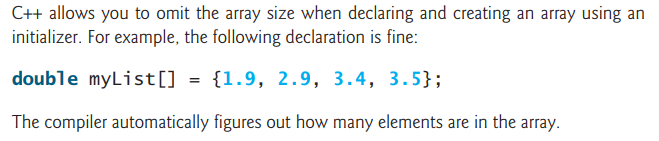 C++ allows you to omit the array size when declaring and creating an array using an
initializer. For example, the following declaration is fine:
double myList[] = {1.9, 2.9, 3.4, 3.5};
The compiler automatically figures out how many elements are in the array.